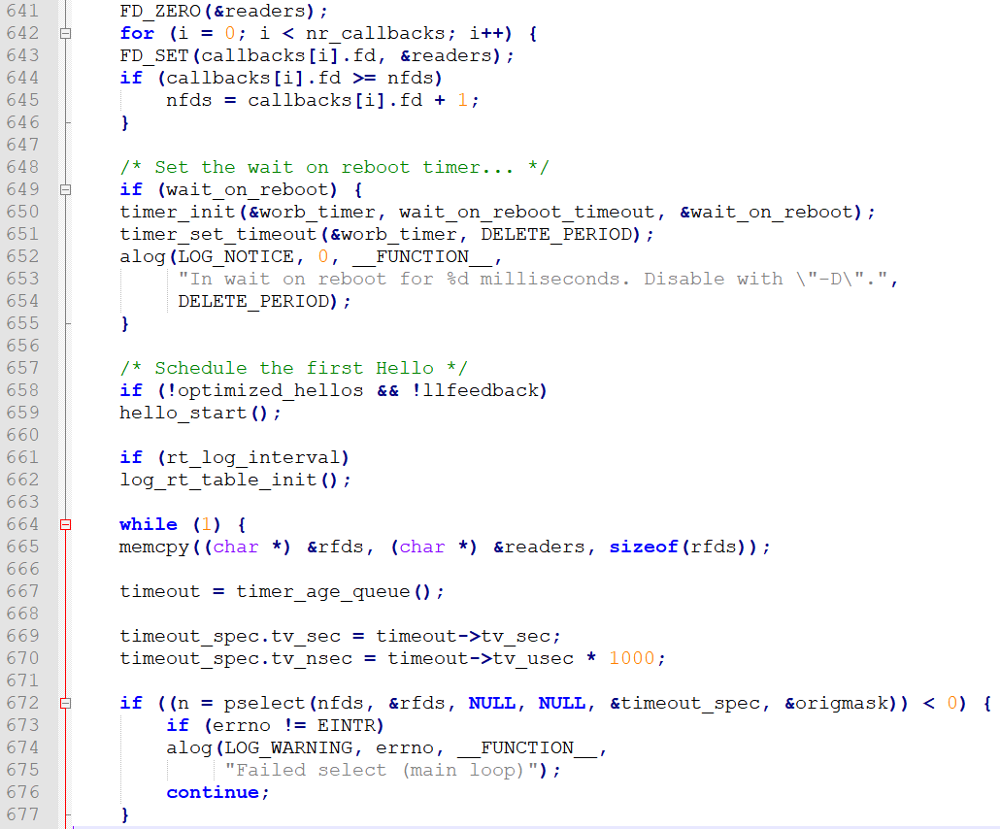 641 FD_ZERO(&readers);
642 for (i = 0; i < nr_callbacks; i++) {
643 FD_SET(callbacks[i].fd, &readers);
644 if (callbacks[i].fd >= nfds)
645 nfds = callbacks[i].fd + 1;
646 }
647
648 /* Set the wait on reboot timer... */
649 if (wait_on_reboot) {
650 timer_init(&worb_timer, wait_on_reboot_timeout, &wait_on_reboot);
651 timer_set_timeout(&worb_timer, DELETE_PERIOD);
652 alog(LOG_NOTICE, 0, __FUNCTION__,
653 "In wait on reboot for %d milliseconds. Disable with \"-D\".",
654 DELETE_PERIOD);
655 }
656
657 /* Schedule the first Hello */
658 if (!optimized_hellos && !llfeedback)
659 hello_start();
660
661 if (rt_log_interval)
662 log_rt_table_init();
663
664 while (1) {
665 memcpy((char *) &rfds, (char *) &readers, sizeof(rfds));
666
667 timeout = timer_age_queue();
668
669 timeout_spec.tv_sec = timeout->tv_sec;
670 timeout_spec.tv_nsec = timeout->tv_usec * 1000;
671
672 if ((n = pselect(nfds, &rfds, NULL, NULL, &timeout_spec, &origmask)) < 0) {
673 if (errno != EINTR)
674 alog(LOG_WARNING, errno, __FUNCTION__,
675 "Failed select (main loop)");
676 continue;
677 }